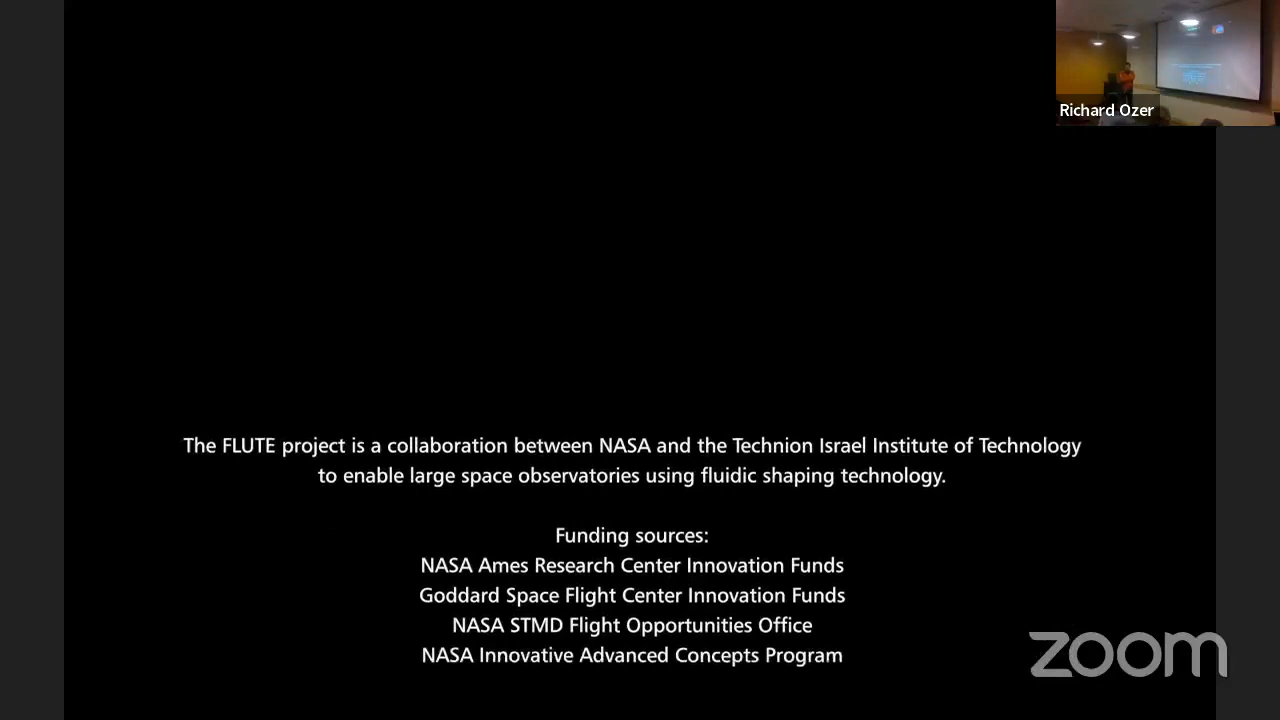 Richard Ozer
The FLUTE project is a collaboration between NASA and the Technion Israel Institute of Technology
to enable large space observatories using fluidic shaping technology.
Funding sources:
NASA Ames Research Center Innovation Funds
Goddard Space Flight Center Innovation Funds
NASA STMD Flight Opportunities Office
NASA Innovative Advanced Concepts Program
zoom